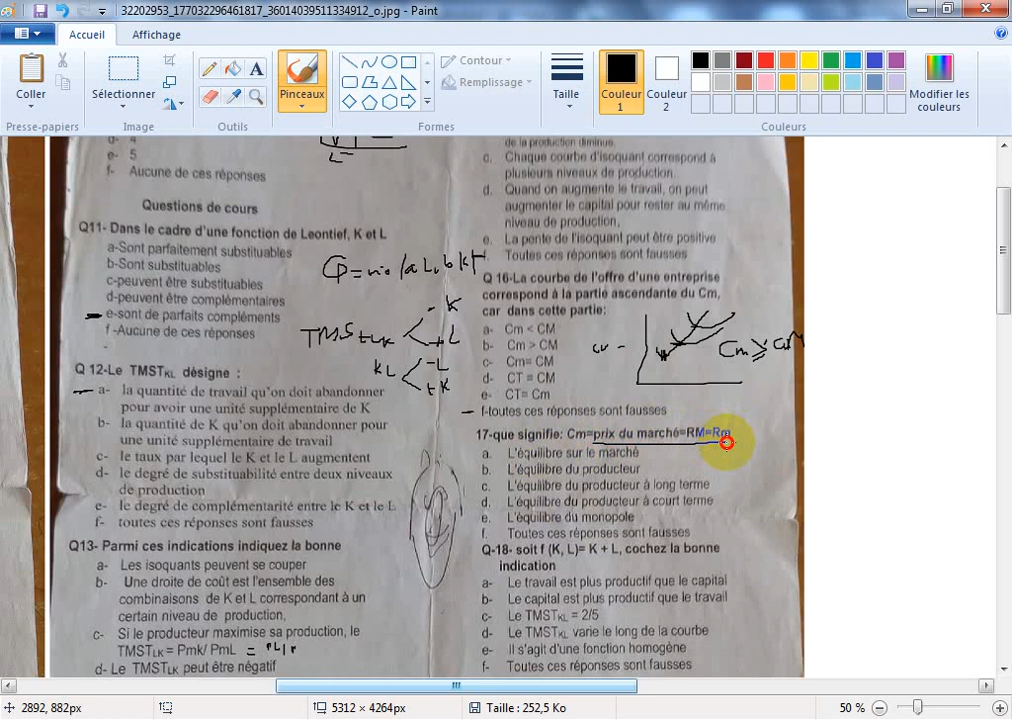 32202953_177032296461817_36014039511334912_o.jpg - Paint
Accueil
Affichage
Coller
Sélectionner
Pinceaux
Contour
Remplissage
Taille
Couleur 1
Couleur 2
Modifier les couleurs
Presse-papiers
Image
Outils
Formes
Couleurs
d- 4
e- 5
f- Aucune de ces réponses
Questions de cours
Q11- Dans le cadre d'une fonction de Leontief, K et L
a-Sont parfaitement substituables
b-Sont substituables
c-peuvent être substituables
d-peuvent être complémentaires
e-sont de parfaits complements
f -Aucune de ces reponses
TMST LK
- K
+ L
KL
- L
+ K
Q 12-Le TMSTKL désigne :
a- la quantité de travail qu'on doit abandonner
pour avoir une unité supplémentaire de K
b- la quantité de K qu'on doit abandonner pour
une unité supplémentaire de travail
c- le taux par lequel le K et le L augmentent
d- le degré de substituabilité entre deux niveaux
de production
e- le degré de complémentarité entre le K et le L
f- toutes ces réponses sont fausses
Q13- Parmi ces indications indiquez la bonne
a- Les isoquants peuvent se couper
b- Une droite de coût est l'ensemble des
combinaisons de K et L correspondant à un
certain niveau de production,
c- Si le producteur maximise sa production, le
TMSTLK = Pmk/ PmL =
d- Le TMSTLK peut être négatif
de la production diminue.
c. Chaque courbe d'isoquant correspond à
plusieurs niveaux de production,
d. Quand on augmente le travail, on peut
augmenter le capital pour rester au même
niveau de production,
e. La pente de l'isoquant peut être positive
f. Toutes ces réponses sont fausses
Q 16-La courbe de l'offre d'une entreprise
correspond à la partie ascendante du Cm,
car dans cette partie:
a- Cm < CM
b- Cm > CM
c- Cm= CM
d- CT = CM
e- CT= Cm
f-toutes ces réponses sont fausses
Cm ≥ CM
17-que signifie: Cm=prix du marché=RM=Rm
a. L'équilibre sur le marché
b. L'équilibre du producteur
c. L'équilibre du producteur à long terme
d. L'équilibre du producteur à court terme
e. L'équilibre du monopole
f. Toutes ces réponses sont fausses
Q-18- soit f (K, L)= K + L, cochez la bonne
indication
a- Le travail est plus productif que le capital
b- Le capital est plus productif que le travail
c- Le TMSTKL = 2/5
d- Le TMSTKL varie le long de la courbe
e- Il s'agit d'une fonction homogène
f- Toutes ces réponses sont fausses
2892, 882px
5312 × 4264px
Taille : 252,5 Ko
50 %